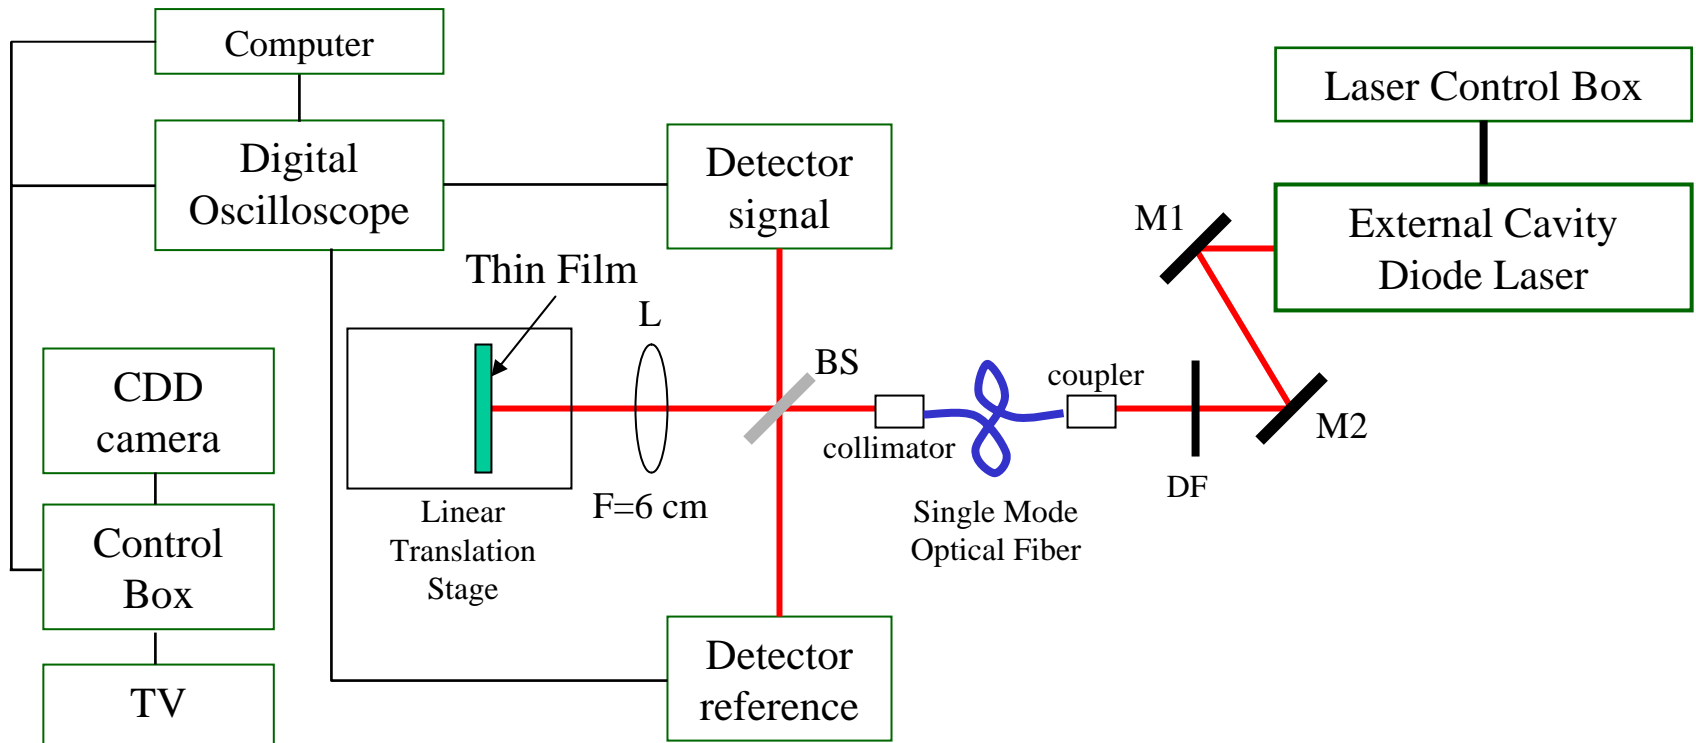 Computer
Digital
Oscilloscope
Detector
signal
Laser Control Box
External Cavity
Diode Laser
M1
M2
Thin Film
L
BS
F=6 cm
Linear
Translation
Stage
collimator
coupler
Single Mode
Optical Fiber
DF
CDD
camera
Control
Box
TV
Detector
reference